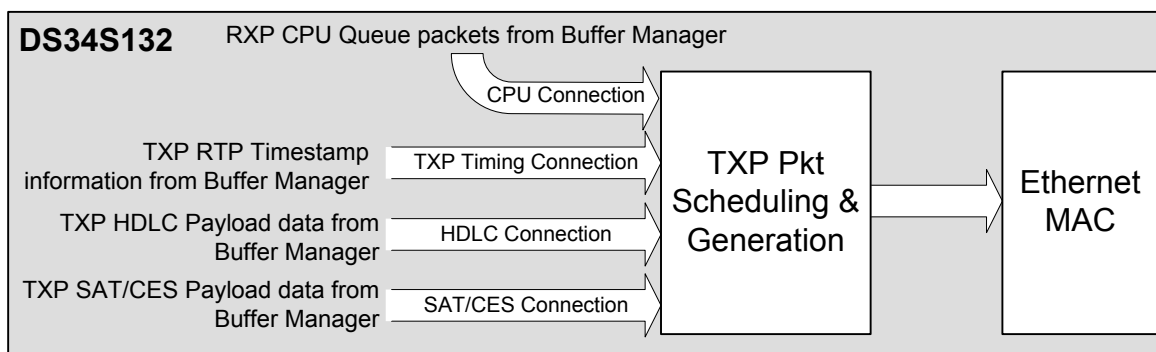 DS34S132
RXP CPU Queue packets from Buffer Manager
CPU Connection
TXP RTP Timestamp
information from Buffer Manager
TXP Timing Connection
TXP HDLC Payload data from
Buffer Manager
HDLC Connection
TXP SAT/CES Payload data from
Buffer Manager
SAT/CES Connection
TXP Pkt
Scheduling &
Generation
Ethernet
MAC